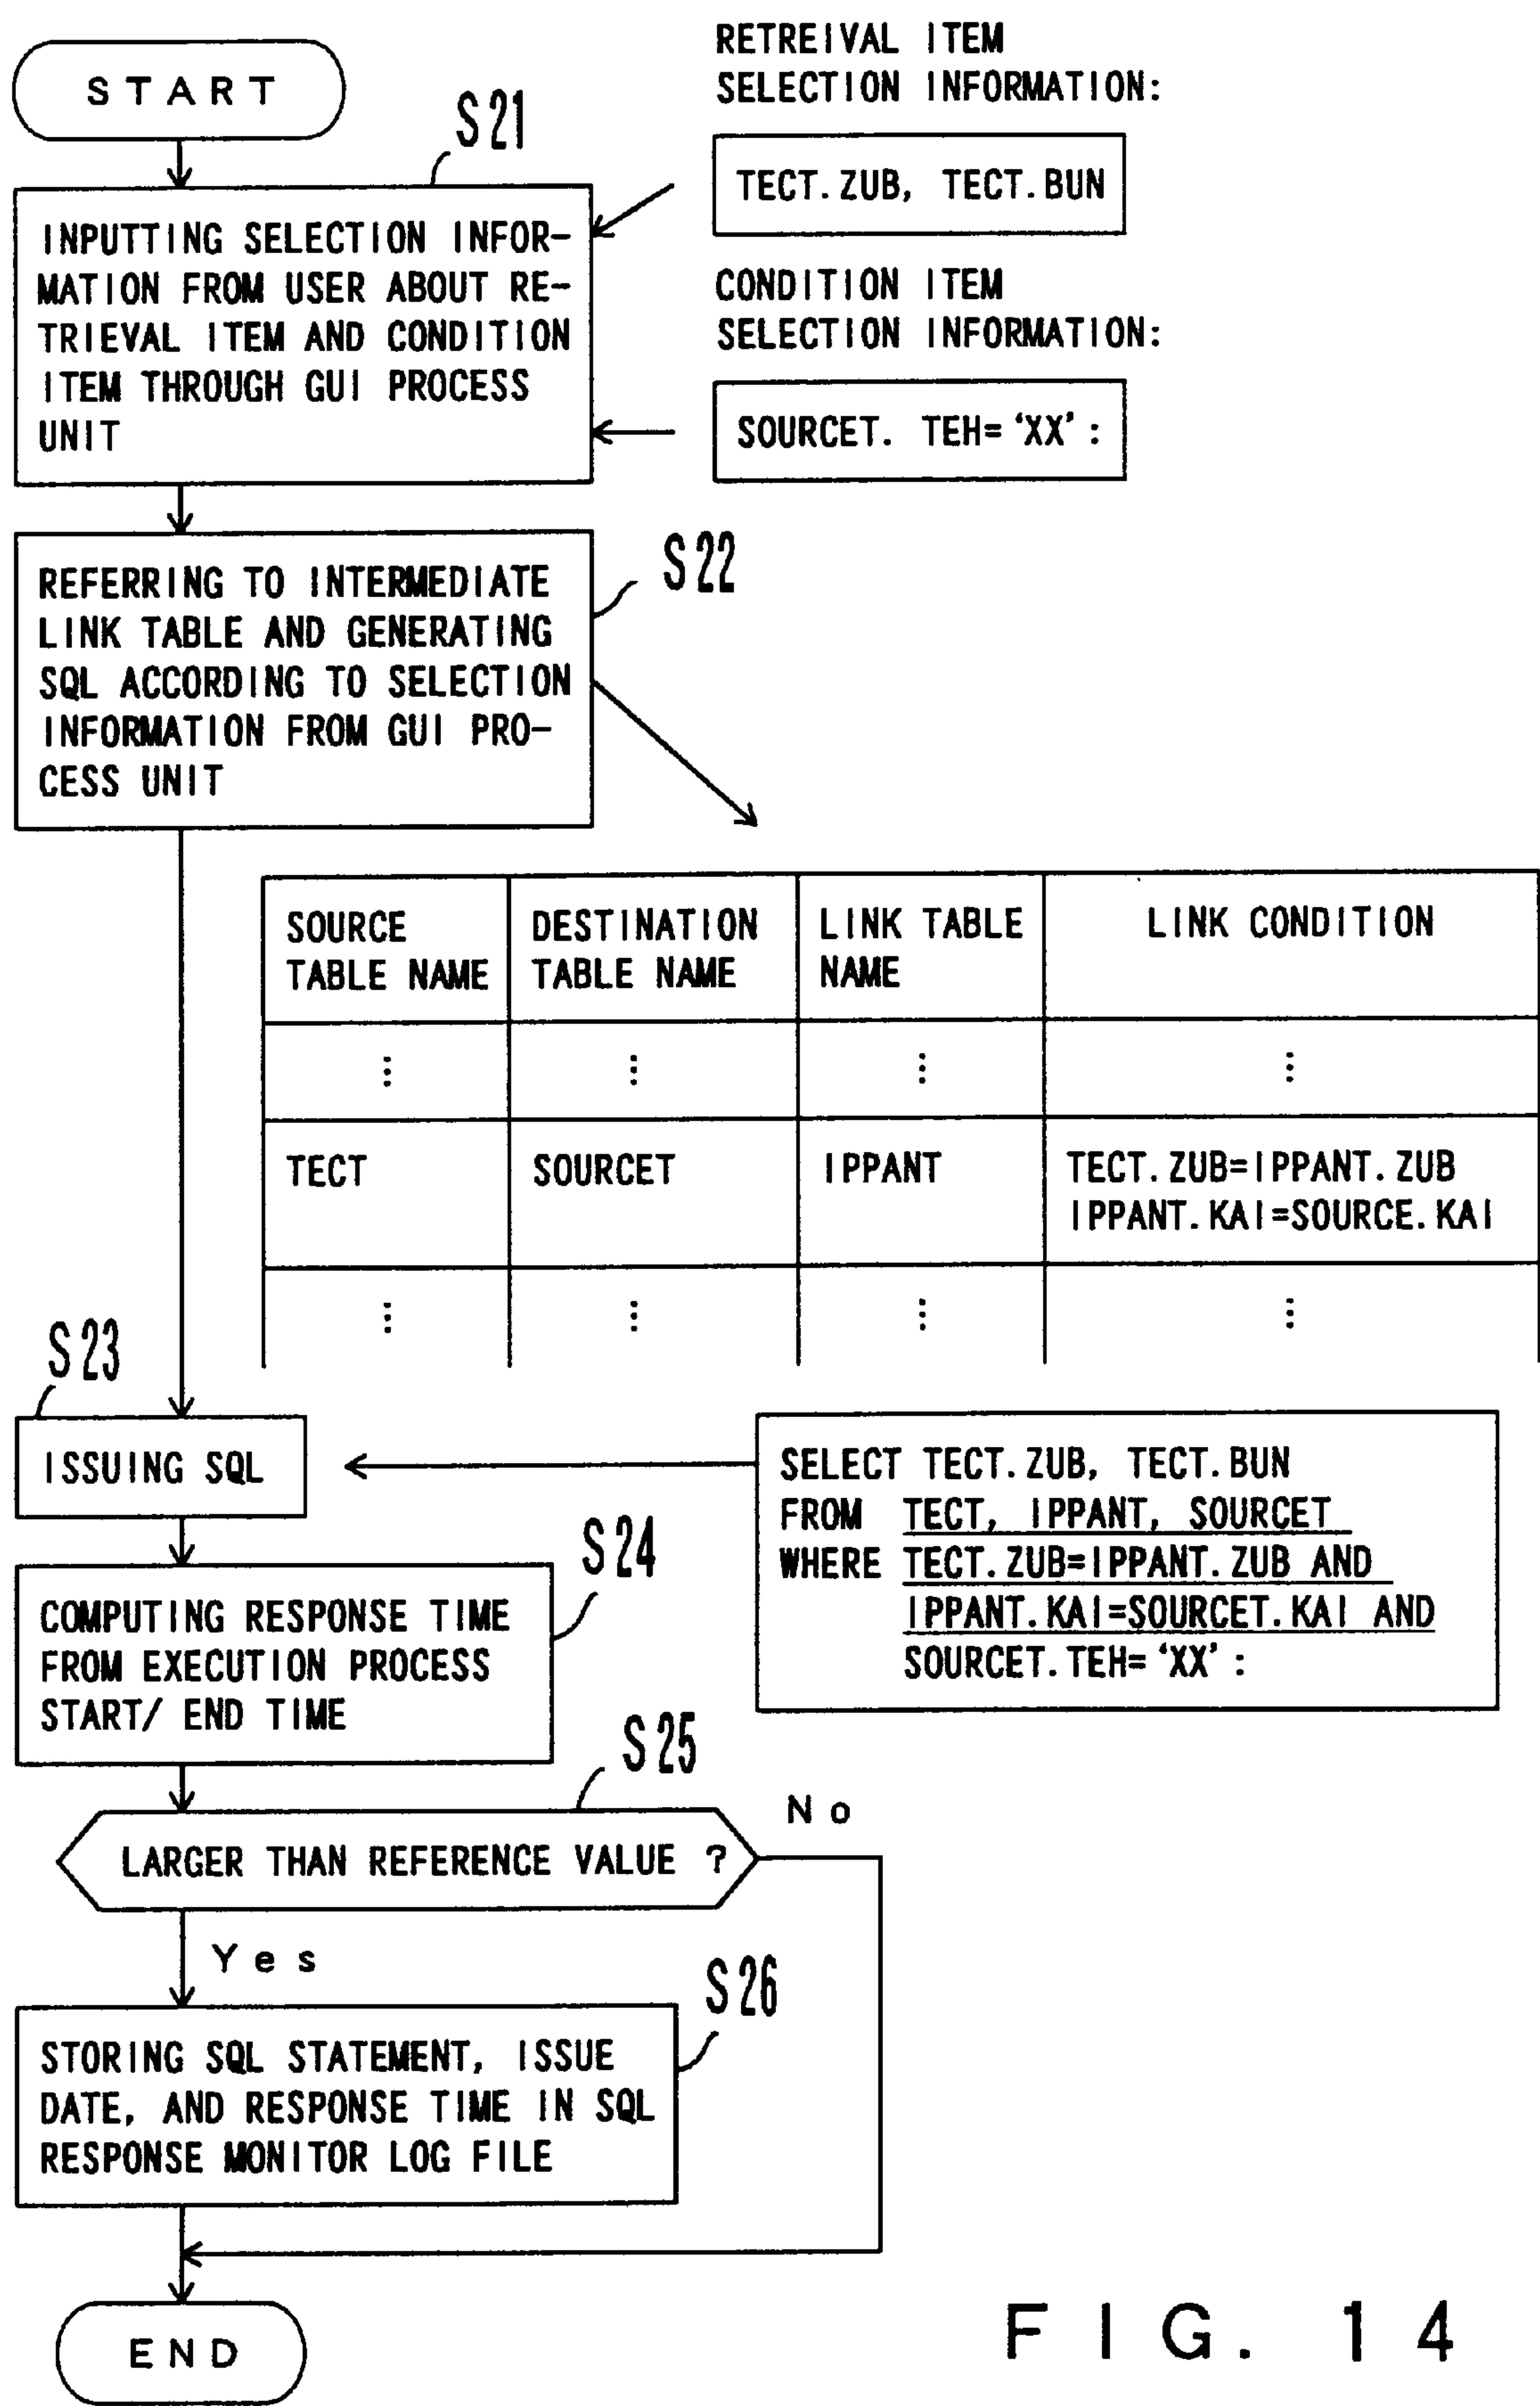 START
S21
INPUTTING SELECTION INFOR-
MATION FROM USER ABOUT RE-
TRIEVAL ITEM AND CONDITION
ITEM THROUGH GUI PROCESS
UNIT
RETREIVAL ITEM
SELECTION INFORMATION:
TECT.ZUB, TECT.BUN
CONDITION ITEM
SELECTION INFORMATION:
SOURCET. TEH= ‘XX’ :
S22
REFERRING TO INTERMEDIATE
LINK TABLE AND GENERATING
SQL ACCORDING TO SELECTION
INFORMATION FROM GUI PRO-
CESS UNIT
SOURCE
TABLE NAME
DESTINATION
TABLE NAME
LINK TABLE
NAME
LINK CONDITION
⋮ ⋮ ⋮ ⋮
TECT
SOURCET
IPPANT
TECT.ZUB=IPPANT.ZUB
IPPANT.KAI=SOURCE.KAI
⋮ ⋮ ⋮ ⋮
S23
ISSUING SQL
SELECT TECT.ZUB, TECT.BUN
FROM TECT, IPPANT, SOURCET
WHERE TECT.ZUB=IPPANT.ZUB AND
IPPANT.KAI=SOURCET.KAI AND
SOURCET.TEH= ‘XX’ :
S24
COMPUTING RESPONSE TIME
FROM EXECUTION PROCESS
START/ END TIME
S25
LARGER THAN REFERENCE VALUE ?
No
Yes
S26
STORING SQL STATEMENT, ISSUE
DATE, AND RESPONSE TIME IN SQL
RESPONSE MONITOR LOG FILE
END
FIG. 14